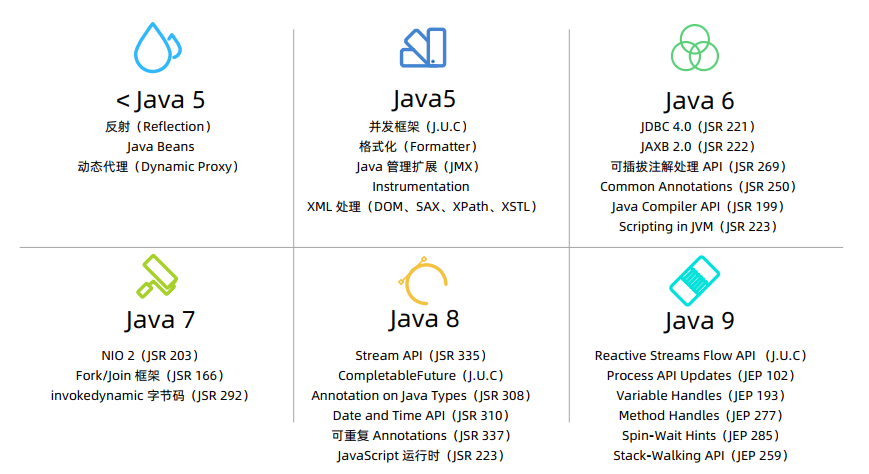 < Java 5
反射（Reflection）
Java Beans
动态代理（Dynamic Proxy）
Java5
并发框架（J.U.C）
格式化（Formatter）
Java 管理扩展（JMX）
Instrumentation
XML 处理（DOM、SAX、XPath、XSTL）
Java 6
JDBC 4.0（JSR 221）
JAXB 2.0（JSR 222）
可插拔注解处理 API（JSR 269）
Common Annotations（JSR 250）
Java Compiler API（JSR 199）
Scripting in JVM（JSR 223）
Java 7
NIO 2（JSR 203）
Fork/Join 框架（JSR 166）
invokedynamic 字节码（JSR 292）
Java 8
Stream API（JSR 335）
CompletableFuture（J.U.C）
Annotation on Java Types（JSR 308）
Date and Time API（JSR 310）
可重复 Annotations（JSR 337）
JavaScript 运行时（JSR 223）
Java 9
Reactive Streams Flow API （J.U.C）
Process API Updates（JEP 102）
Variable Handles（JEP 193）
Method Handles（JEP 277）
Spin-Wait Hints（JEP 285）
Stack-Walking API（JEP 259）